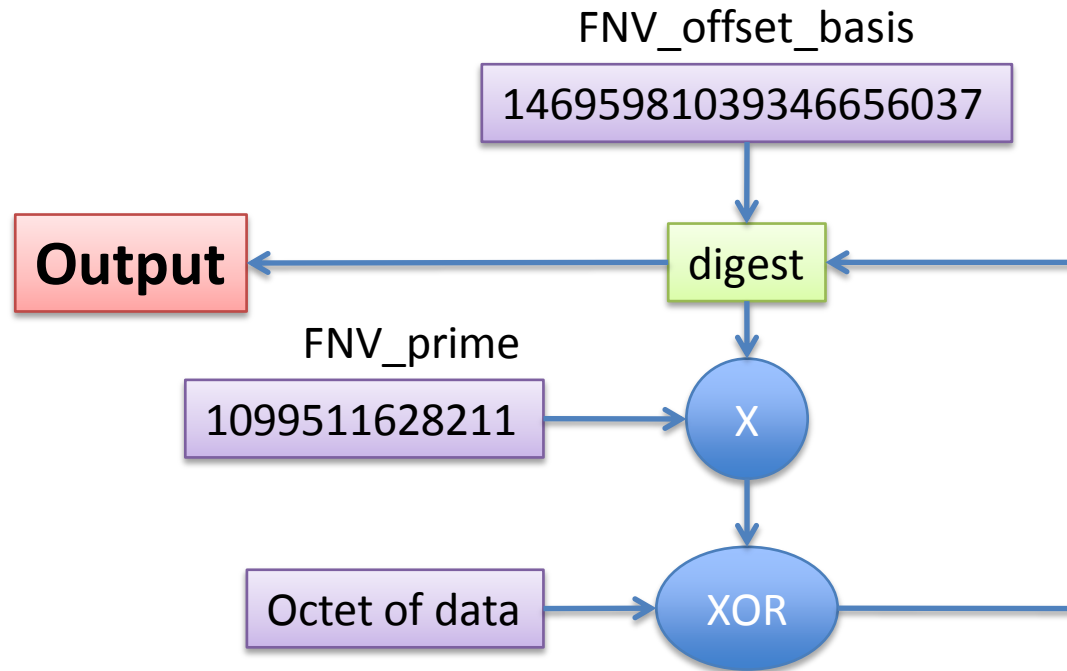 FNV_offset_basis
14695981039346656037
Output
digest
FNV_prime
1099511628211
X
Octet of data
XOR